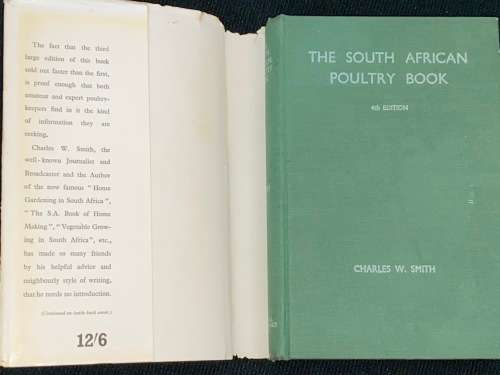 The fact that the third
large edition of this book
sold out faster than the first,
is proof enough that both
amateur and expert poultry-
keepers find in it the kind
of information they are
seeking.
Charles W. Smith, the
well-known Journalist and
Broadcaster and the Author
of the now famous “ Home
Gardening in South Africa ”,
“ The S.A. Book of Home
Making ”, “ Vegetable Grow-
ing in South Africa ”, etc.,
has made so many friends
by his helpful advice and
neighbourly style of writing,
that he needs no introduction.
(Continued on inside back cover.)
12/6
THE SOUTH AFRICAN
POULTRY BOOK
4th EDITION
CHARLES W. SMITH